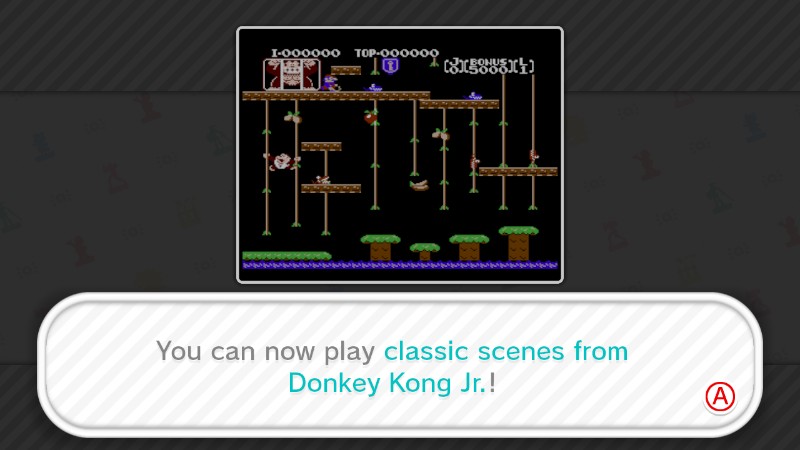 I-000000 TOP-000000
BONUS L
5000
You can now play classic scenes from
Donkey Kong Jr.!
A